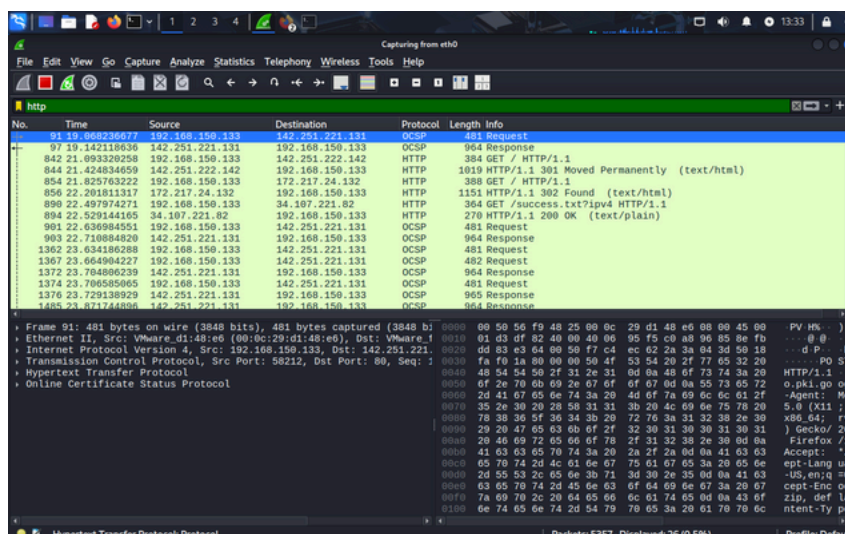 1 2 3 4 13:33
Capturing from eth0
File Edit View Go Capture Analyze Statistics Telephony Wireless Tools Help
http
No. Time Source Destination Protocol Length Info
91 19.068236677 192.168.150.133 142.251.221.131 OCSP 481 Request
97 19.142118636 142.251.221.131 192.168.150.133 OCSP 964 Response
842 21.093320258 192.168.150.133 142.251.222.142 HTTP 384 GET / HTTP/1.1
844 21.424834659 142.251.222.142 192.168.150.133 HTTP 1019 HTTP/1.1 301 Moved Permanently (text/html)
854 21.825763222 192.168.150.133 172.217.24.132 HTTP 388 GET / HTTP/1.1
856 22.201811317 172.217.24.132 192.168.150.133 HTTP 1151 HTTP/1.1 302 Found (text/html)
890 22.497974271 192.168.150.133 34.107.221.82 HTTP 364 GET /success.txt?ipv4 HTTP/1.1
894 22.529144165 34.107.221.82 192.168.150.133 HTTP 270 HTTP/1.1 200 OK (text/plain)
901 22.636984551 192.168.150.133 142.251.221.131 OCSP 481 Request
903 22.710884820 142.251.221.131 192.168.150.133 OCSP 964 Response
1362 23.634186288 192.168.150.133 142.251.221.131 OCSP 481 Request
1367 23.664904227 192.168.150.133 142.251.221.131 OCSP 482 Request
1372 23.704806239 142.251.221.131 192.168.150.133 OCSP 964 Response
1374 23.706585065 192.168.150.133 142.251.221.131 OCSP 481 Request
1376 23.729138929 142.251.221.131 192.168.150.133 OCSP 965 Response
1485 23.871744896 142.251.221.131 192.168.150.133 OCSP 964 Response
Frame 91: 481 bytes on wire (3848 bits), 481 bytes captured (3848 bi
Ethernet II, Src: VMware_d1:48:e6 (00:0c:29:d1:48:e6), Dst: VMware_f
Internet Protocol Version 4, Src: 192.168.150.133, Dst: 142.251.221.
Transmission Control Protocol, Src Port: 58212, Dst Port: 80, Seq: 1
Hypertext Transfer Protocol
Online Certificate Status Protocol
0000 00 50 56 f9 48 25 00 0c 29 d1 48 e6 08 00 45 00 ·PV·H%·· )
0010 01 d3 df 82 40 00 40 06 95 f5 c0 a8 96 85 8e fb ····@·@·
0020 dd 83 e3 64 00 50 f7 c4 ec 62 2a 3a 04 3d 50 18 ···d·P··
0030 fa f0 1a 80 00 00 50 4f 53 54 20 2f 77 65 32 20 ······PO S
0040 48 54 54 50 2f 31 2e 31 0d 0a 48 6f 73 74 3a 20 HTTP/1.1
0050 6f 2e 70 6b 69 2e 67 6f 6f 67 0d 0a 55 73 65 72 o.pki.go o
0060 2d 41 67 65 6e 74 3a 20 4d 6f 7a 69 6c 6c 61 2f -Agent: M
0070 35 2e 30 20 28 58 31 31 3b 20 4c 69 6e 75 78 20 5.0 (X11 ;
0080 78 38 36 5f 36 34 3b 20 72 76 3a 31 32 38 2e 30 x86_64; r
0090 29 20 47 65 63 6b 6f 2f 32 30 31 30 30 31 30 31 ) Gecko/ 2
00a0 20 46 69 72 65 66 6f 78 2f 31 32 38 2e 30 0d 0a Firefox /
00b0 41 63 63 65 70 74 3a 20 2a 2f 2a 0d 0a 41 63 63 Accept: *
00c0 65 70 74 2d 4c 61 6e 67 75 61 67 65 3a 20 65 6e ept-Lang u
00d0 2d 55 53 2c 65 6e 3b 71 3d 30 2e 35 0d 0a 41 63 -US,en;q =
00e0 63 65 70 74 2d 45 6e 63 6f 64 69 6e 67 3a 20 67 cept-Enc o
00f0 7a 69 70 2c 20 64 65 66 6c 61 74 65 0d 0a 43 6f zip, def l
0100 6e 74 65 6e 74 2d 54 79 70 65 3a 20 61 70 70 6c ntent-Ty p
Hypertext Transfer Protocol: Protocol Packets: 5357 · Displayed: 26 (0.5%)